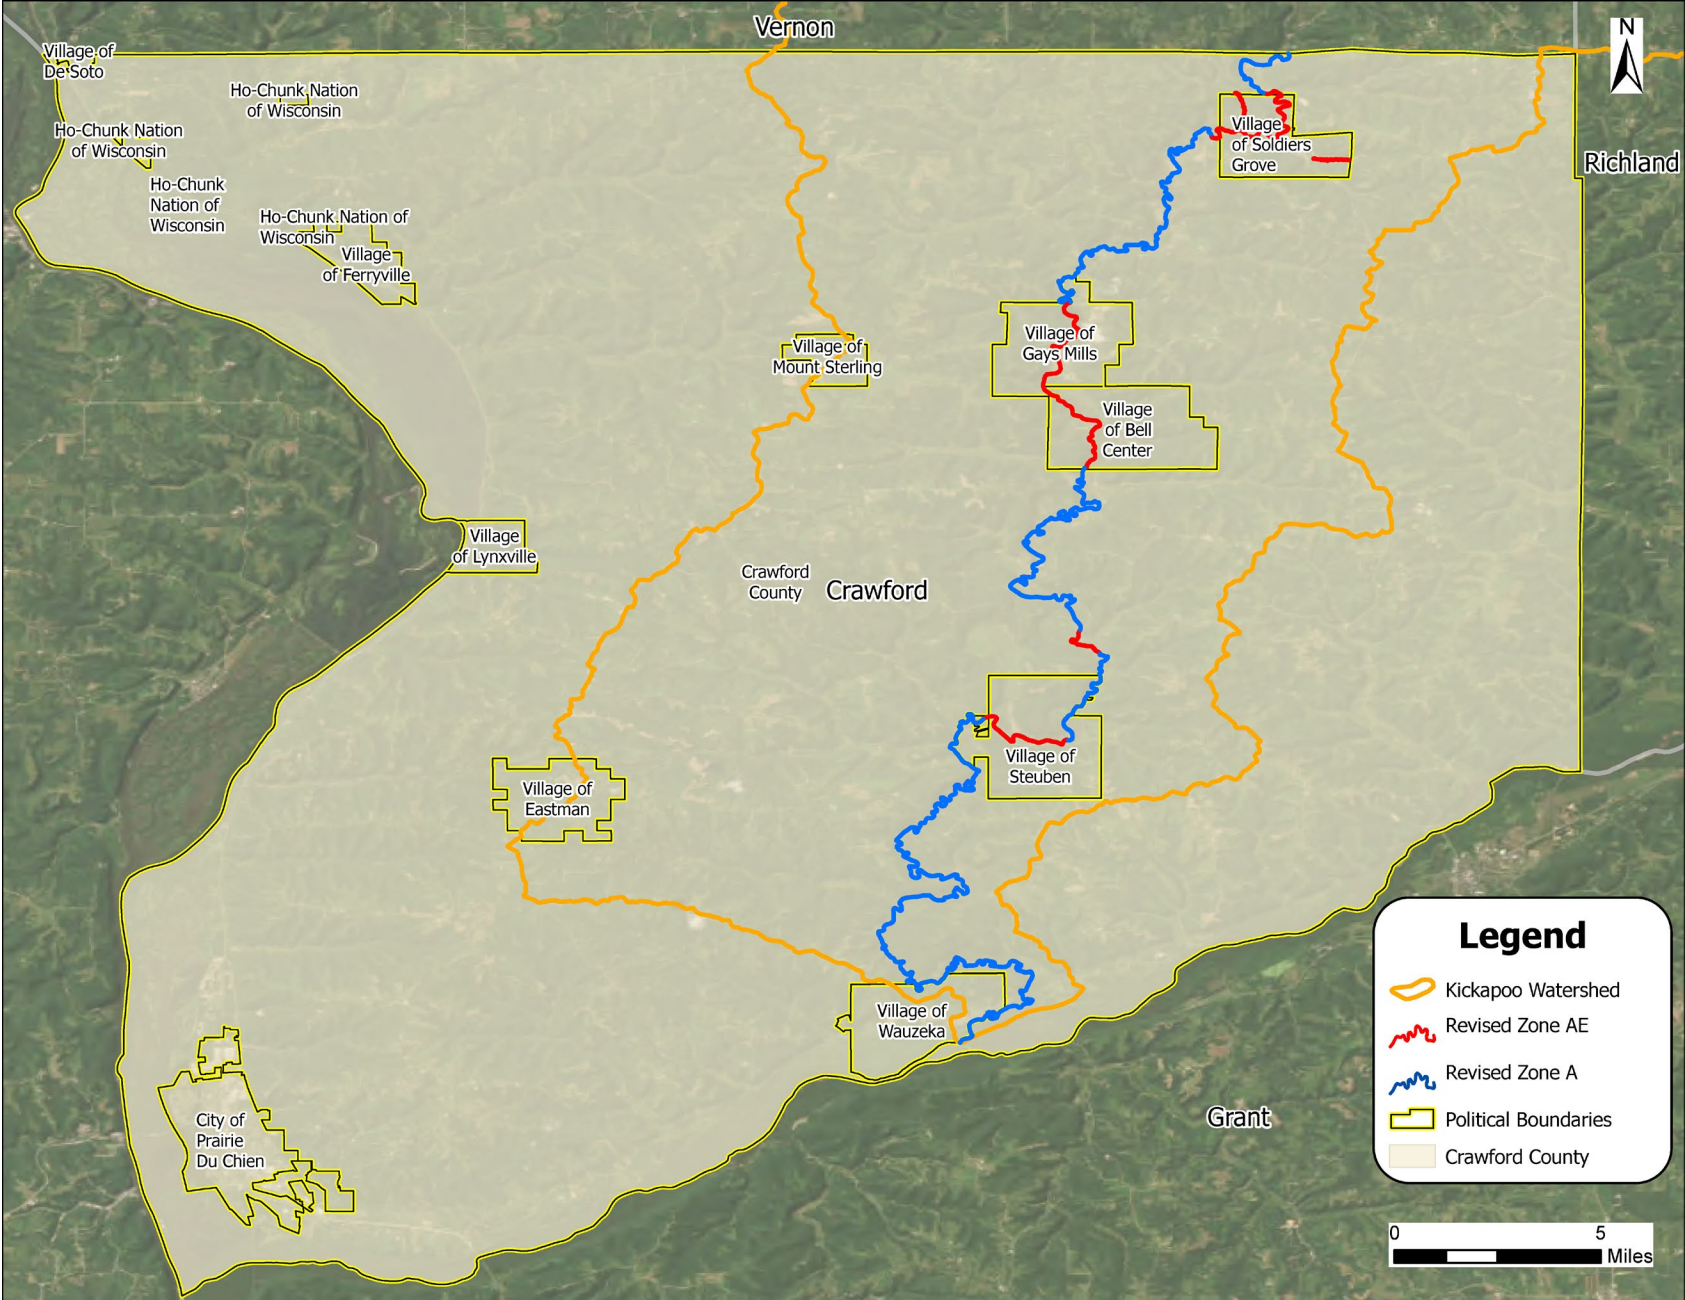 Vernon
N
Village of
De Soto
Ho-Chunk Nation
of Wisconsin
Ho-Chunk Nation
of Wisconsin
Village
of Soldiers
Grove
Richland
Ho-Chunk
Nation of
Wisconsin
Ho-Chunk Nation of
Wisconsin
Village
of Ferryville
Village of
Mount Sterling
Village of
Gays Mills
Village
of Bell
Center
Village
of Lynxville
Crawford
County
Crawford
Village of
Steuben
Village of
Eastman
Village of
Wauzeka
City of
Prairie
Du Chien
Grant
Legend
Kickapoo Watershed
Revised Zone AE
Revised Zone A
Political Boundaries
Crawford County
0 5
Miles